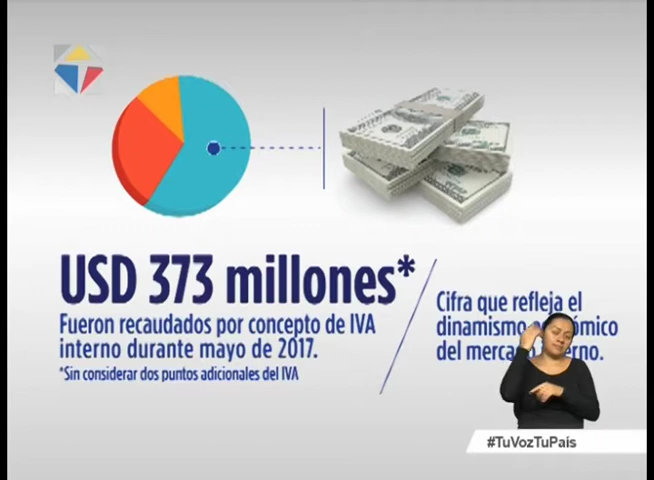 USD 373 millones*
Fueron recaudados por concepto de IVA
interno durante mayo de 2017.
*Sin considerar dos puntos adicionales del IVA
Cifra que refleja el
dinamismo
del
#TuVozTuPaís